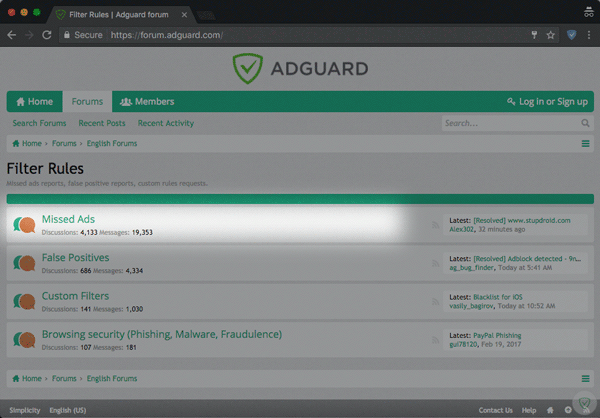 Filter Rules | Adguard forum
Secure https://forum.adguard.com/
ADGUARD
Home Forums Members Log in or Sign up
Search Forums Recent Posts Recent Activity Search...
Home Forums English Forums
Filter Rules
Missed ads reports, false positive reports, custom rules requests.
Missed Ads
Discussions: 4,133 Messages: 19,353
Latest: [Resolved] www.stupdroid.com
Alex302, 32 minutes ago
False Positives
Discussions: 686 Messages: 4,334
Latest: [Resolved] Adblock detected - 9n...
ag_bug_finder, Today at 5:41 AM
Custom Filters
Discussions: 141 Messages: 1,030
Latest: Blacklist for iOS
vasily_bagirov, Today at 10:52 AM
Browsing security (Phishing, Malware, Fraudulence)
Discussions: 107 Messages: 181
Latest: PayPal Phishing
gui78120, Feb 19, 2017
Home Forums English Forums
Simplicity English (US) Contact Us Help